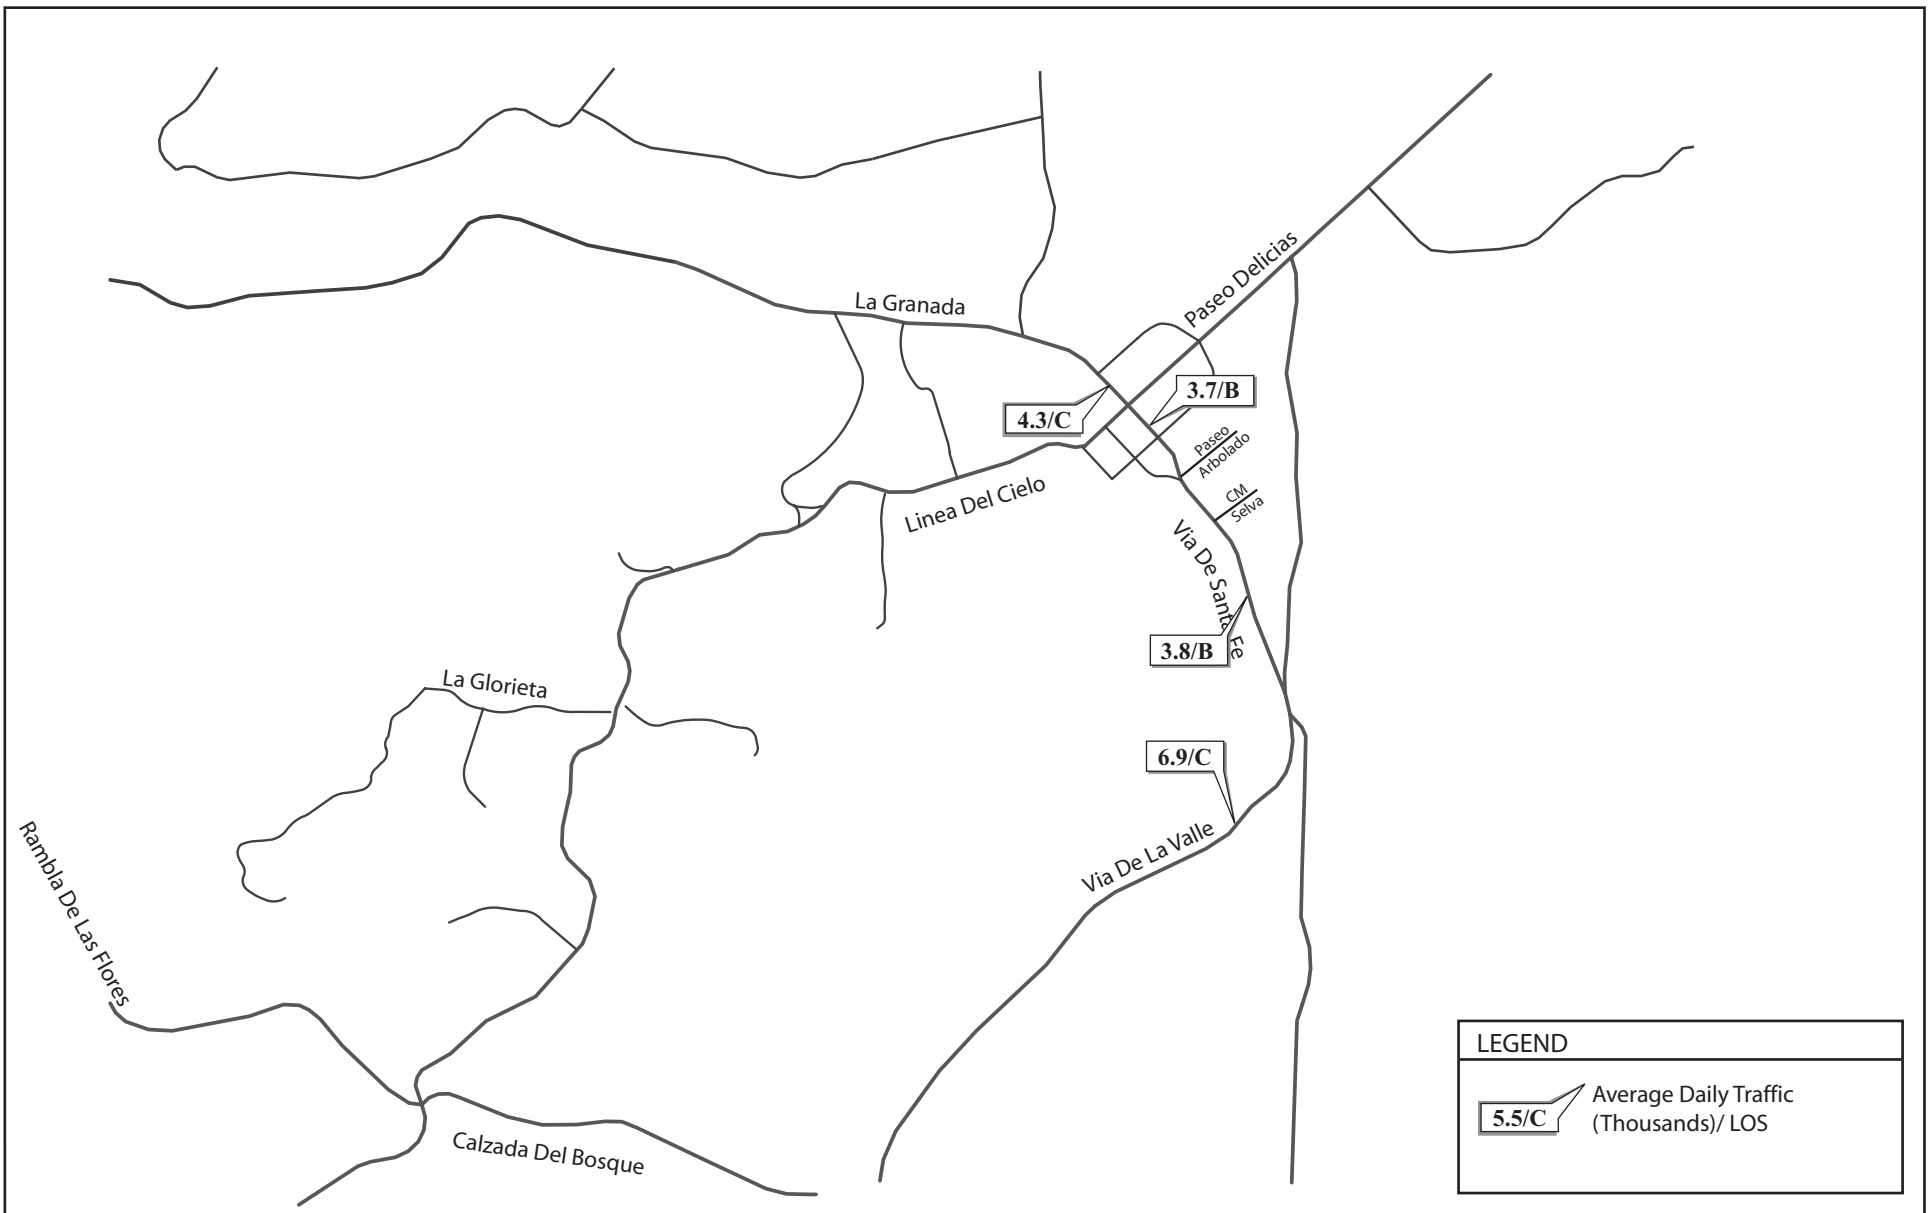 La Granada
Paseo Delicias
3.7/B
4.3/C
Paseo
Arbolado
CM
Selva
Linea Del Cielo
Via De Santa Fe
3.8/B
La Glorieta
6.9/C
Via De La Valle
Rambla De Las Flores
Calzada Del Bosque
LEGEND
5.5/C
Average Daily Traffic
(Thousands)/ LOS